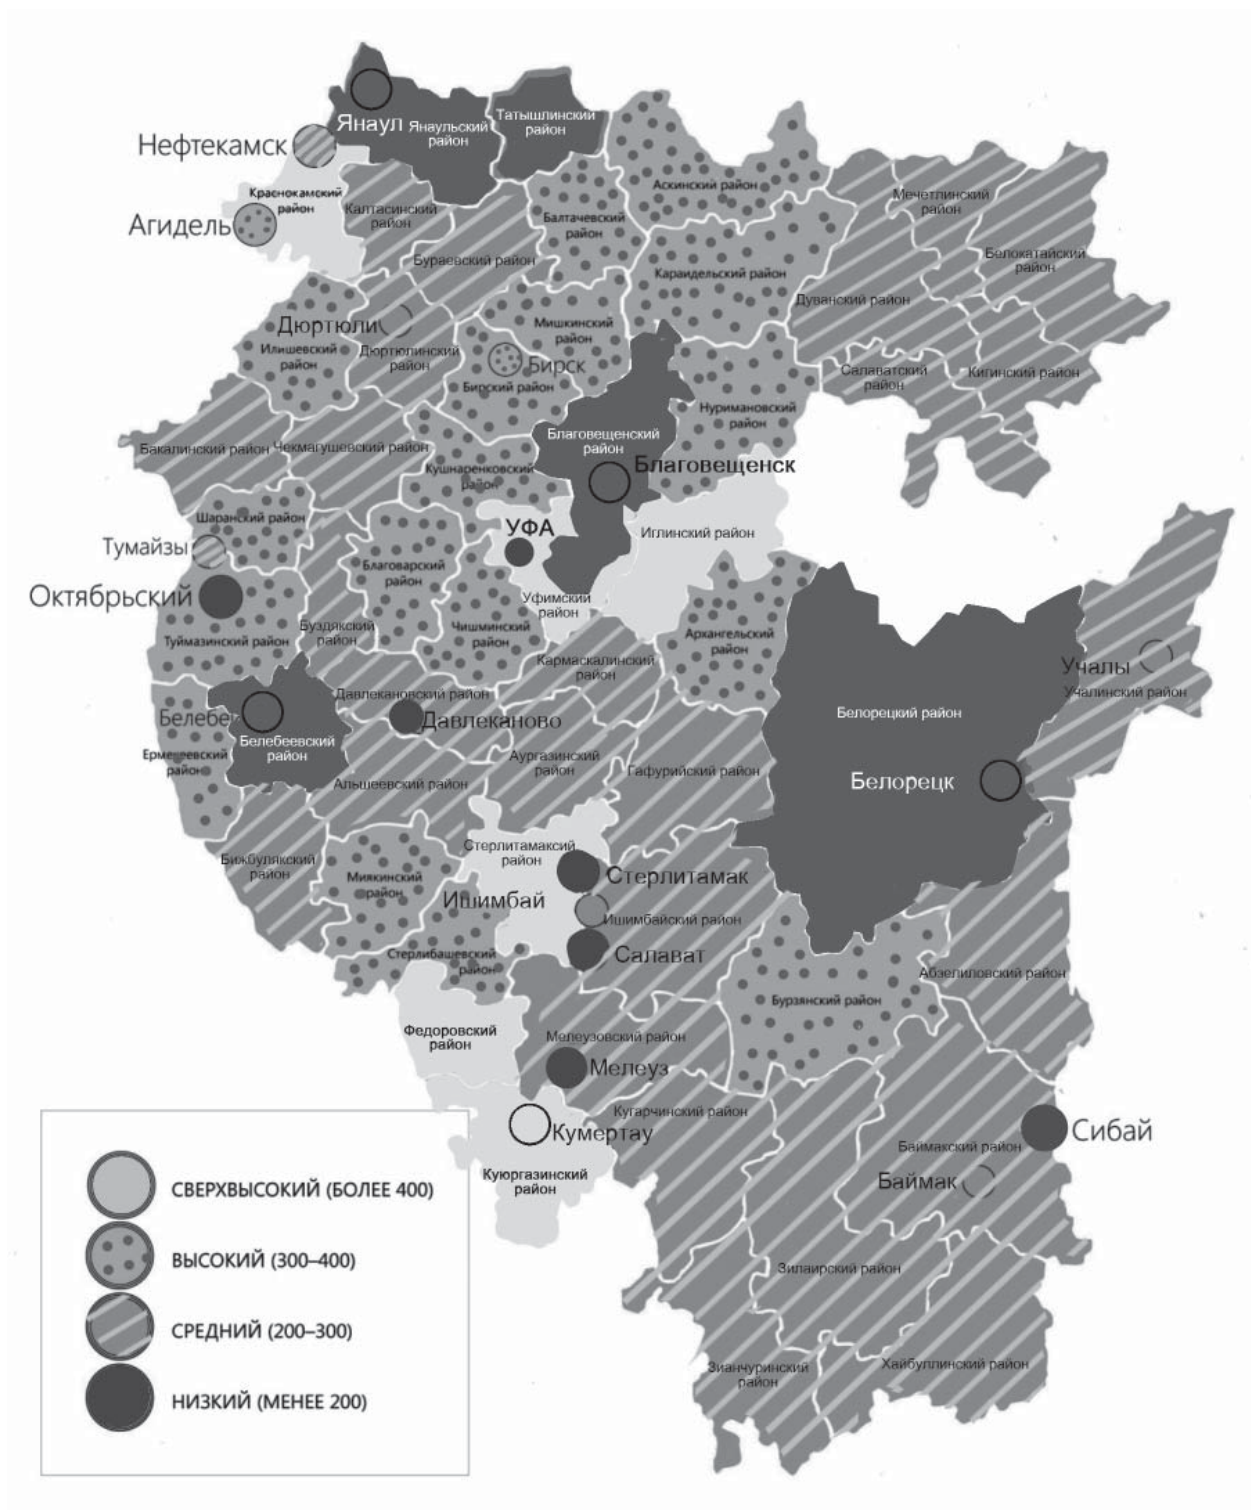 Янаул
Янаульский
район
Татышлинский
район
Нефтекамск
Краснокамский
район
Агидель
Калтасинский
район
Балтачевский
район
Аскинский район
Мечетлинский
район
Белокатайский
район
Бураевский район
Караидельский район
Дуванский район
Дюртюли
Илишевский
район
Дюртюлинский
район
Мишкинский
район
Бирск
Бирский район
Салаватский
район
Кигинский район
Нуримановский
район
Благовещенский
район
Благовещенск
Бакалинский район
Чекмагушевский район
Кушнаренковский
район
Шаранский район
УФА
Иглинский район
Тумайзы
Октябрьский
Благоварский
район
Уфимский
район
Туймазинский район
Буздякский
район
Чишминский
район
Архангельский
район
Кармаскалинский
район
Учалы
Учалинский район
Давлекановский район
Давлеканово
Белебе
Белебеевский
район
Ермекеевский
район
Белорецкий район
Белорецк
Аургазинский
район
Гафурийский район
Альшеевский район
Стерлитамаксий
район
Стерлитамак
Бижбулякский
район
Миякинский
район
Ишимбай
Ишимбайский район
Салават
Стерлибашевский
район
Абзелиловский район
Бурзянский район
Федоровский
район
Мелеузовский район
Мелеуз
Кугарчинский район
Кумертау
Куюргазинский
район
Сибай
Баймакский район
Баймак
Зилаирский район
Зианчуринский
район
Хайбуллинский район
СВЕРХВЫСОКИЙ (БОЛЕЕ 400)
ВЫСОКИЙ (300–400)
СРЕДНИЙ (200–300)
НИЗКИЙ (МЕНЕЕ 200)